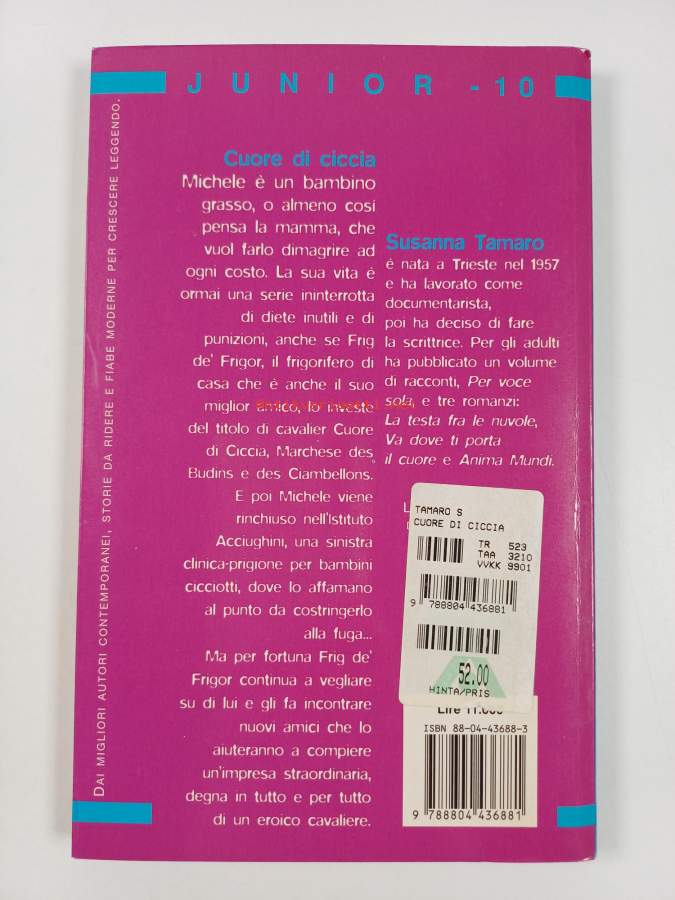 JUNIOR - 10
DAI MIGLIORI AUTORI CONTEMPORANEI, STORIE DA RIDERE E FIABE MODERNE PER CRESCERE LEGGENDO.
Cuore di ciccia
Michele è un bambino
grasso, o almeno così
pensa la mamma, che
vuol farlo dimagrire ad
ogni costo. La sua vita è
ormai una serie ininterrotta
di diete inutili e di
punizioni, anche se Frig
de' Frigor, il frigorifero di
casa che è anche il suo
miglior amico, lo investe
del titolo di cavalier Cuore
di Ciccia, Marchese des
Budins e des Ciambellons.
E poi Michele viene
rinchiuso nell'Istituto
Acciughini, una sinistra
clinica-prigione per bambini
cicciotti, dove lo affamano
al punto da costringerlo
alla fuga...
Ma per fortuna Frig de'
Frigor continua a vegliare
su di lui e gli fa incontrare
nuovi amici che lo
aiuteranno a compiere
un'impresa straordinaria,
degna in tutto e per tutto
di un eroico cavaliere.
Susanna Tamaro
è nata a Trieste nel 1957
e ha lavorato come
documentarista,
poi ha deciso di fare
la scrittrice. Per gli adulti
ha pubblicato un volume
di racconti, Per voce
sola, e tre romanzi:
La testa fra le nuvole,
Va dove ti porta
il cuore e Anima Mundi.
TAMARO S
CUORE DI CICCIA
TR 523
TAA 3210
VVKK 9901
9 788804 436881
52.00
HINTA/PRIS
Lire 11.000
ISBN 88-04-43688-3
9 788804 436881